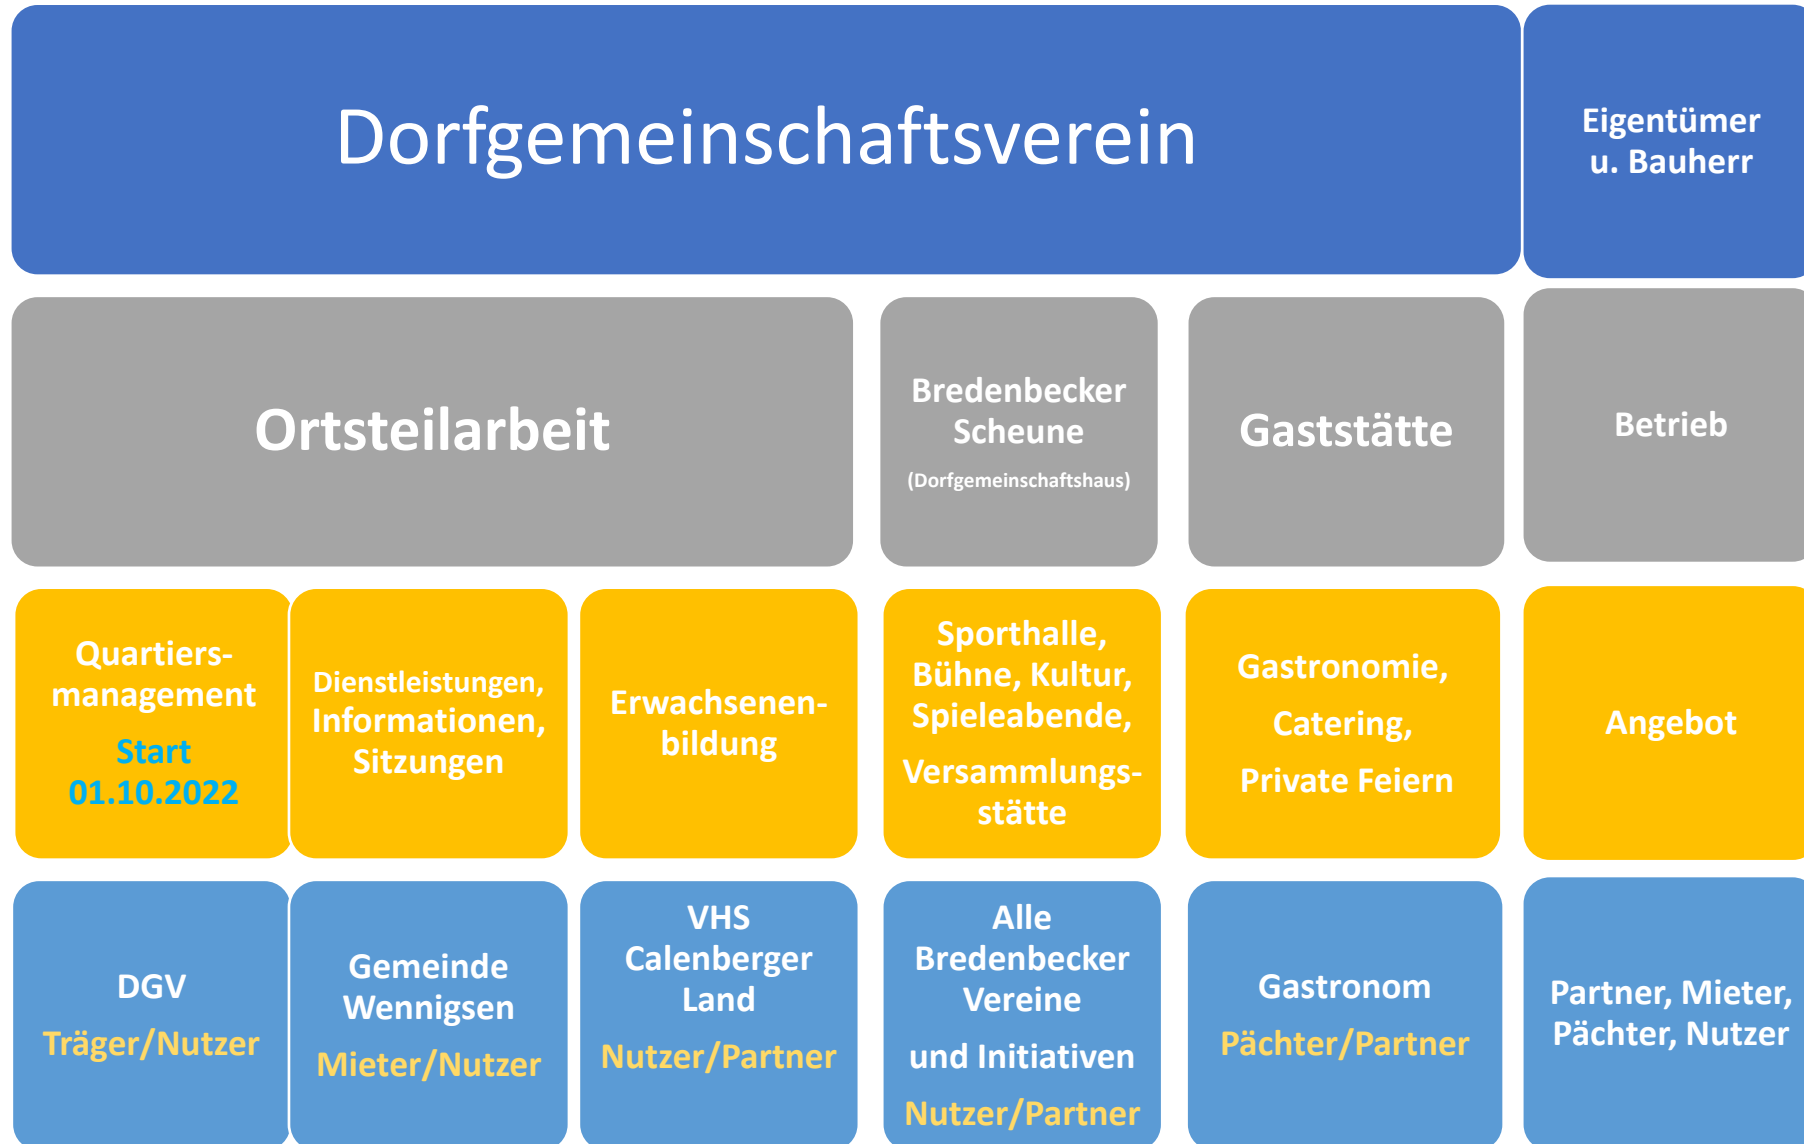 Dorfgemeinschaftsverein
Eigentümer
u. Bauherr
Ortsteilarbeit
Bredenbecker
Scheune
(Dorfgemeinschaftshaus)
Gaststätte
Betrieb
Quartiers-
management
Start
01.10.2022
Dienstleistungen,
Informationen,
Sitzungen
Erwachsenen-
bildung
Sporthalle,
Bühne, Kultur,
Spieleabende,
Versammlungs-
stätte
Gastronomie,
Catering,
Private Feiern
Angebot
DGV
Träger/Nutzer
Gemeinde
Wennigsen
Mieter/Nutzer
VHS
Calenberger
Land
Nutzer/Partner
Alle
Bredenbecker
Vereine
und Initiativen
Nutzer/Partner
Gastronom
Pächter/Partner
Partner, Mieter,
Pächter, Nutzer